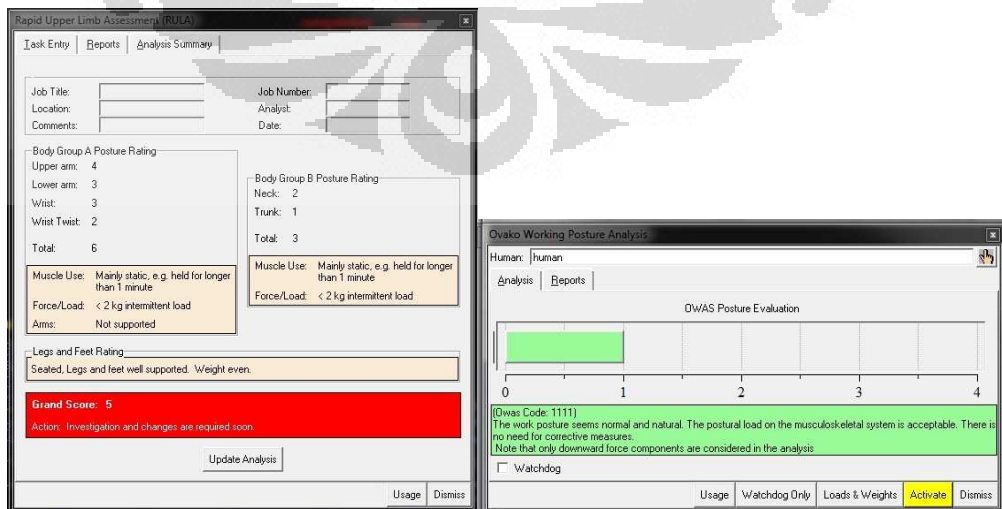 Rapid Upper Limb Assessment (RULA)
Task Entry Reports Analysis Summary
Job Title: Job Number:
Location: Analyst:
Comments: Date:
Body Group A Posture Rating
Upper arm: 4
Lower arm: 3
Wrist: 3
Wrist Twist: 2
Total: 6
Muscle Use: Mainly static, e.g. held for longer
than 1 minute
Force/Load: < 2 kg intermittent load
Arms: Not supported
Body Group B Posture Rating
Neck: 2
Trunk: 1
Total: 3
Muscle Use: Mainly static, e.g. held for longer
than 1 minute
Force/Load: < 2 kg intermittent load
Legs and Feet Rating
Seated, Legs and feet well supported. Weight even.
Grand Score: 5
Action: Investigation and changes are required soon.
Update Analysis
Usage Dismiss
Ovako Working Posture Analysis
Human: human
Analysis Reports
OWAS Posture Evaluation
0 1 2 3 4
(Owas Code: 1111)
The work posture seems normal and natural. The postural load on the musculoskeletal system is acceptable. There is
no need for corrective measures.
Note that only downward force components are considered in the analysis
Watchdog
Usage Watchdog Only Loads & Weights Activate Dismiss